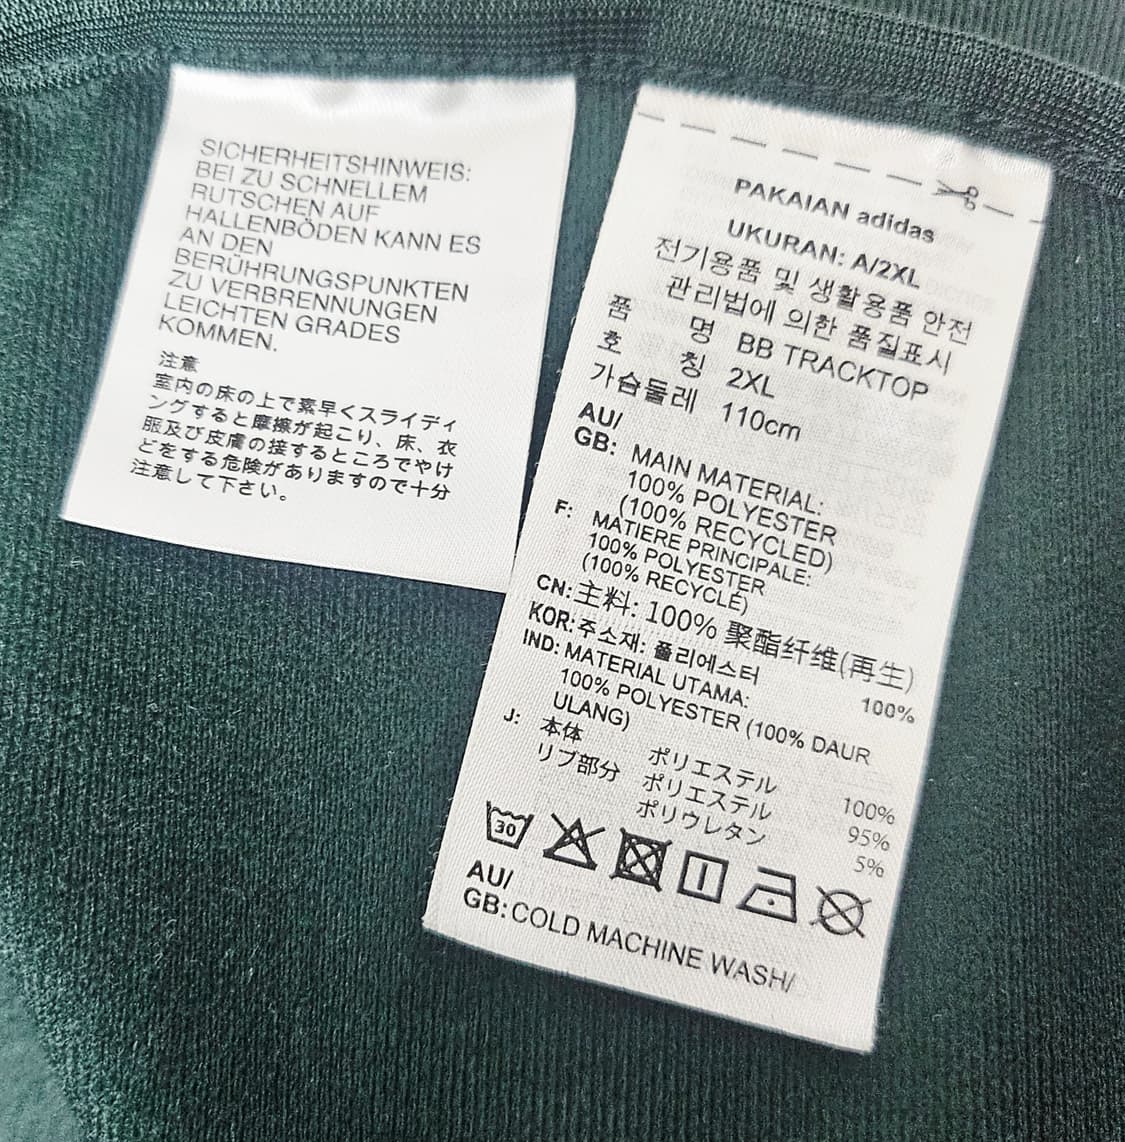 SICHERHEITSHINWEIS:
BEI ZU SCHNELLEM
RUTSCHEN AUF
HALLENBÖDEN KANN ES
AN DEN
BERÜHRUNGSPUNKTEN
ZU VERBRENNUNGEN
LEICHTEN GRADES
KOMMEN.
注意
室内の床の上で素早くスライディ
ングすると摩擦が起こり、床、衣
服及び皮膚の接するところでやけ
どをする危険がありますので十分
注意して下さい。
PAKAIAN adidas
UKURAN: A/2XL
전기용품 및 생활용품 안전
관리법에 의한 품질표시
품 명 BB TRACKTOP
호 칭 2XL
가슴둘레 110cm
AU/
GB: MAIN MATERIAL:
100% POLYESTER
(100% RECYCLED)
F: MATIERE PRINCIPALE:
100% POLYESTER
(100% RECYCLÉ)
CN: 主料: 100% 聚酯纤维(再生)
KOR: 주소재: 폴리에스터 100%
IND: MATERIAL UTAMA:
100% POLYESTER (100% DAUR
ULANG)
J: 本体 ポリエステル 100%
リブ部分 ポリエステル 95%
ポリウレタン 5%
30
AU/
GB: COLD MACHINE WASH/